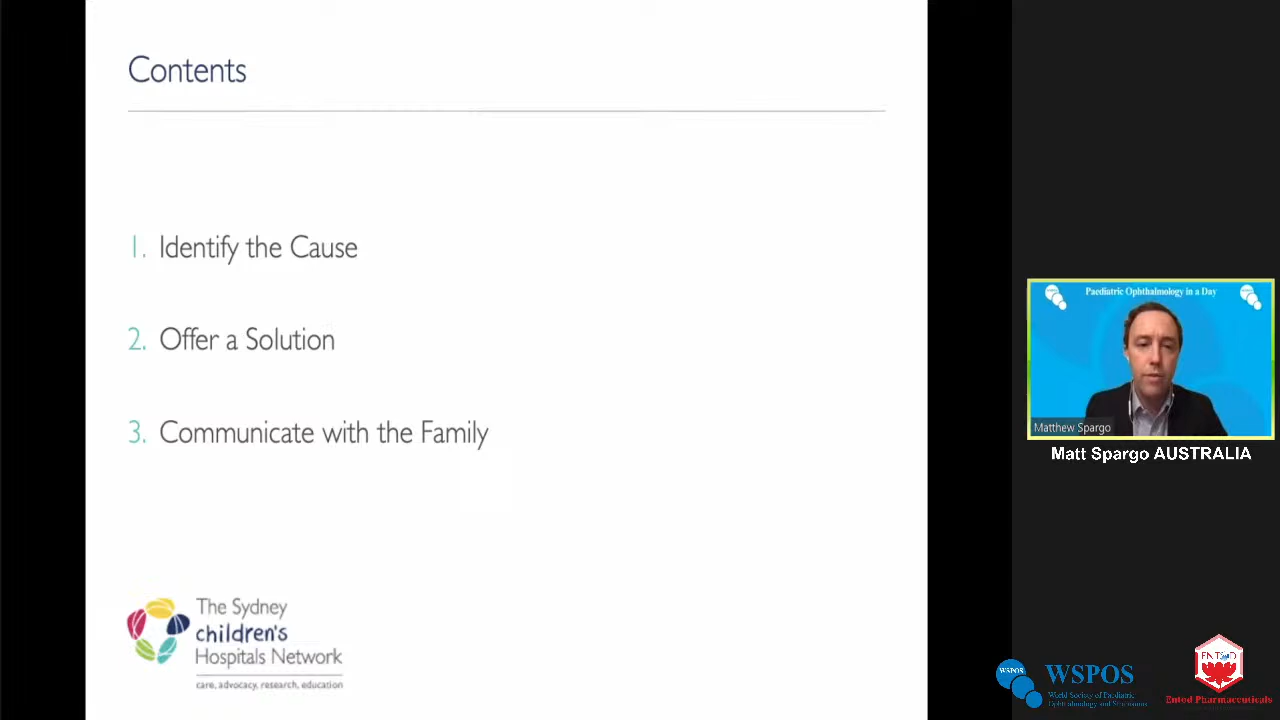 Contents
1. Identify the Cause
2. Offer a Solution
3. Communicate with the Family
The Sydney
children's
Hospitals Network
care, advocacy, research, education
Paediatric Ophthalmology in a Day
Matthew Spargo
Matt Spargo AUSTRALIA
WSPOS
WSPOS
World Society of Paediatric
Ophthalmology and Strabismus
ENTOD
Entod Pharmaceuticals